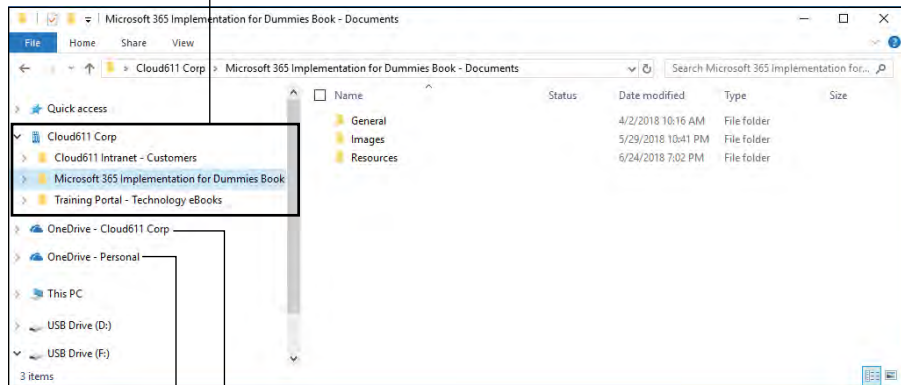 Microsoft 365 Implementation for Dummies Book - Documents
File Home Share View
Cloud611 Corp > Microsoft 365 Implementation for Dummies Book - Documents
Search Microsoft 365 Implementation for...
Quick access
Cloud611 Corp
Cloud611 Intranet - Customers
Microsoft 365 Implementation for Dummies Book
Training Portal - Technology eBooks
OneDrive - Cloud611 Corp
OneDrive - Personal
This PC
USB Drive (D:)
USB Drive (F:)
Name Status Date modified Type Size
General 4/2/2018 10:16 AM File folder
Images 5/29/2018 10:41 PM File folder
Resources 6/24/2018 7:02 PM File folder
3 items